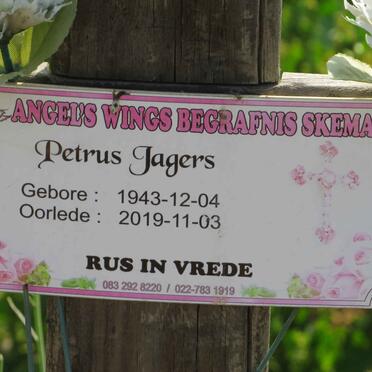 ANGEL'S WINGS BEGRAFNIS SKEMA
Petrus Jagers
Gebore : 1943-12-04
Oorlede : 2019-11-03
RUS IN VREDE
083 292 8220 / 022-783 1919